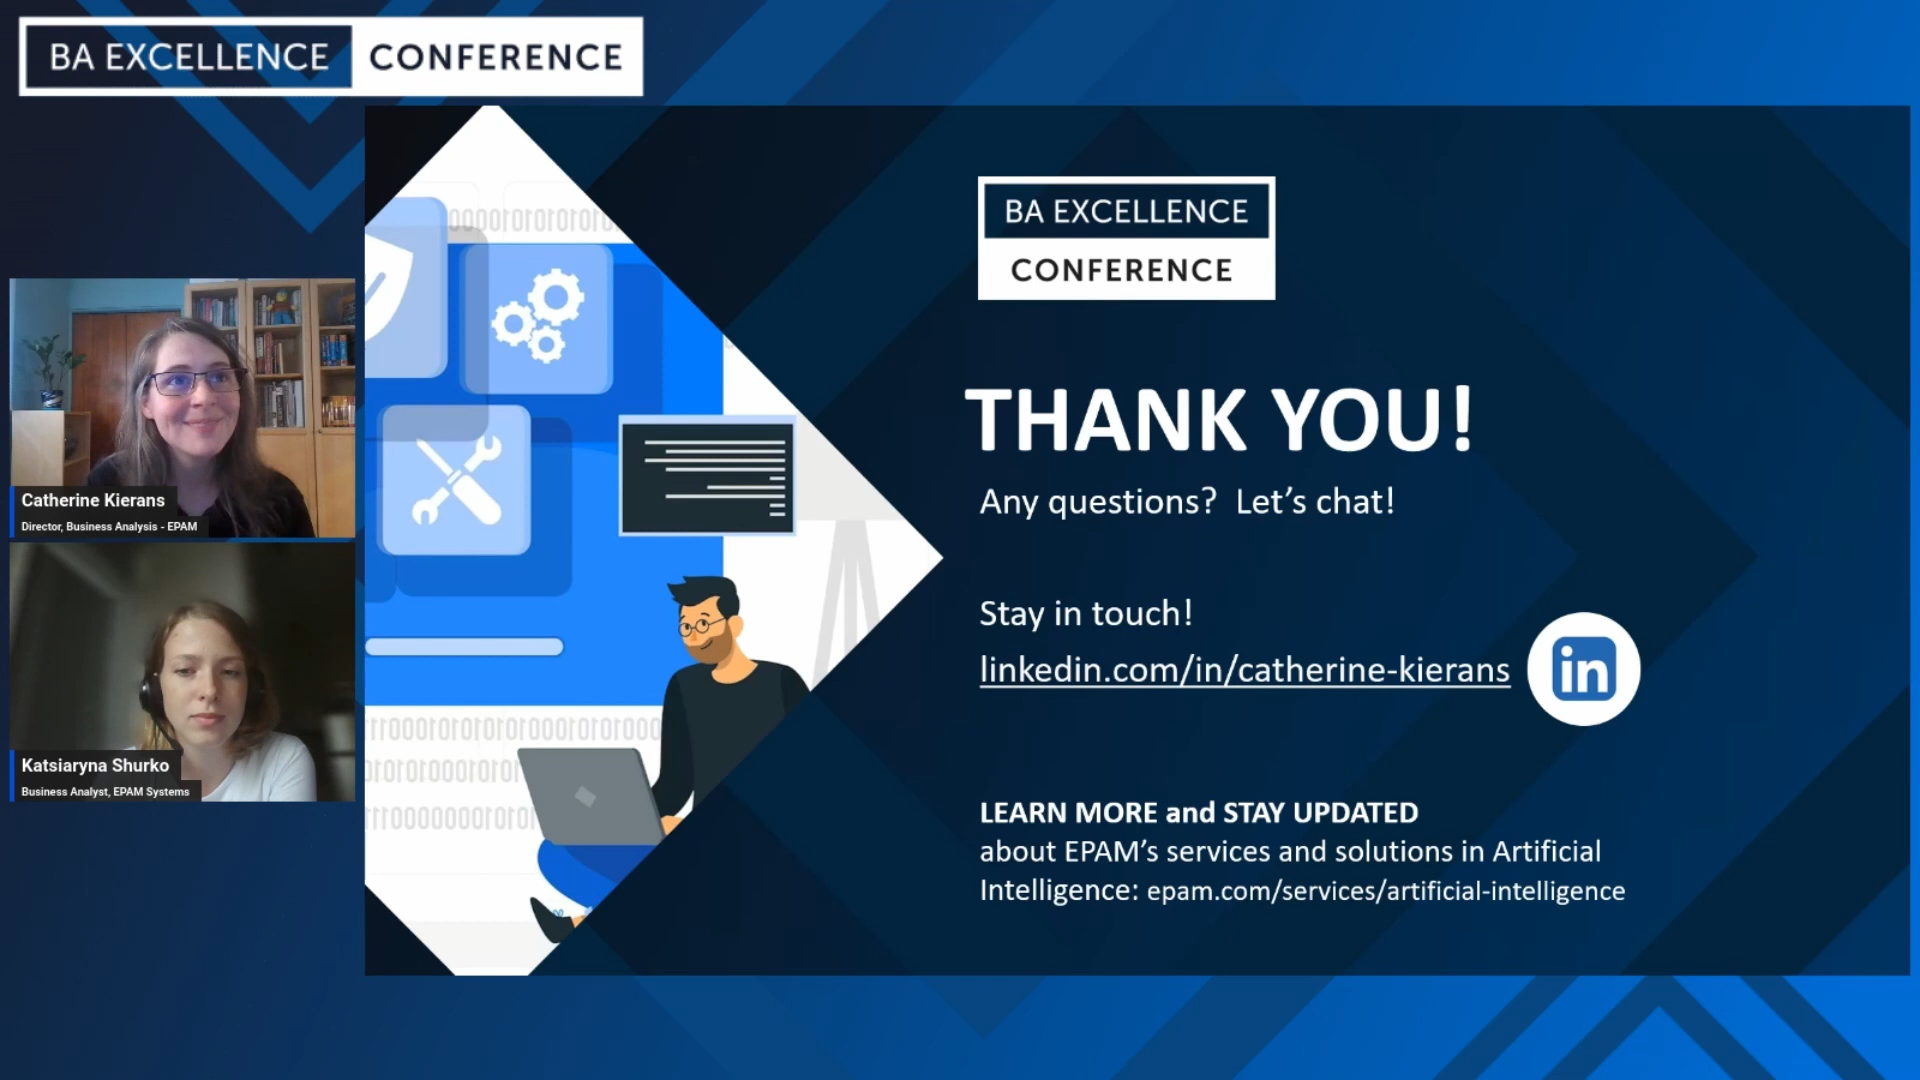 BA EXCELLENCE CONFERENCE
Catherine Kierans
Director, Business Analysis - EPAM
Katsiaryna Shurko
Business Analyst, EPAM Systems
BA EXCELLENCE
CONFERENCE
THANK YOU!
Any questions?  Let’s chat!
Stay in touch!
linkedin.com/in/catherine-kierans
in
LEARN MORE and STAY UPDATED
about EPAM’s services and solutions in Artificial
Intelligence: epam.com/services/artificial-intelligence